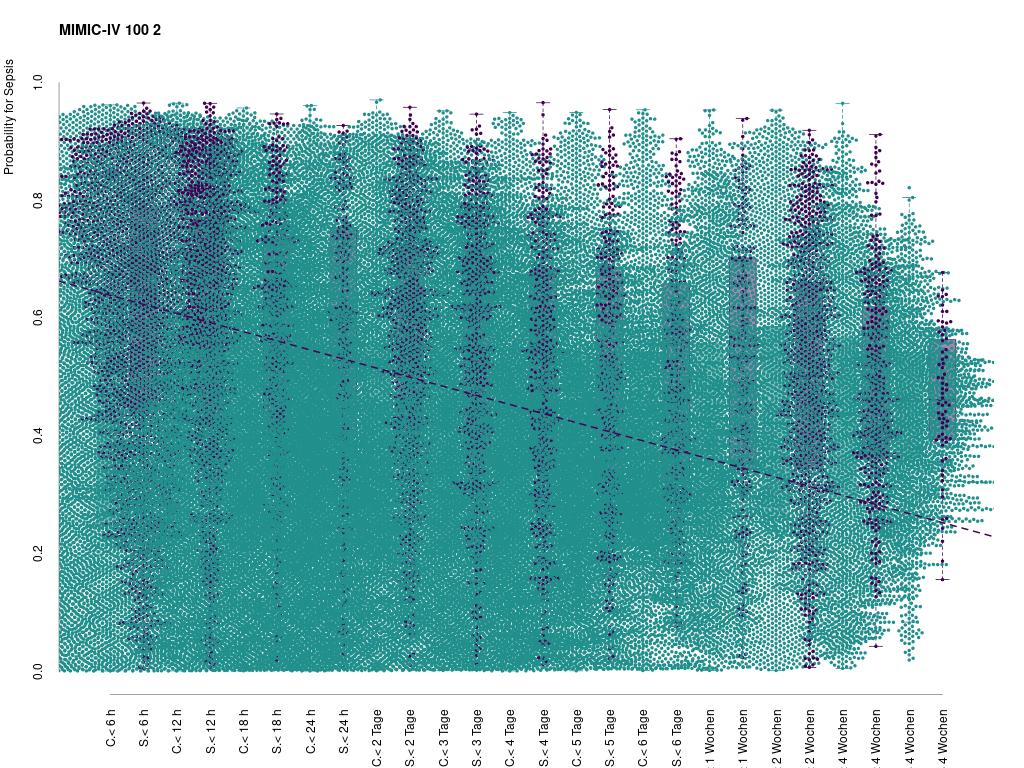 MIMIC-IV 100 2
Probability for Sepsis
1.0
0.8
0.6
0.4
0.2
0.0
C.< 6 h
S.< 6 h
C.< 12 h
S.< 12 h
C.< 18 h
S.< 18 h
C.< 24 h
S.< 24 h
C.< 2 Tage
S.< 2 Tage
C.< 3 Tage
S.< 3 Tage
C.< 4 Tage
S.< 4 Tage
C.< 5 Tage
S.< 5 Tage
C.< 6 Tage
S.< 6 Tage
1 Wochen
1 Wochen
2 Wochen
2 Wochen
4 Wochen
4 Wochen
4 Wochen
4 Wochen